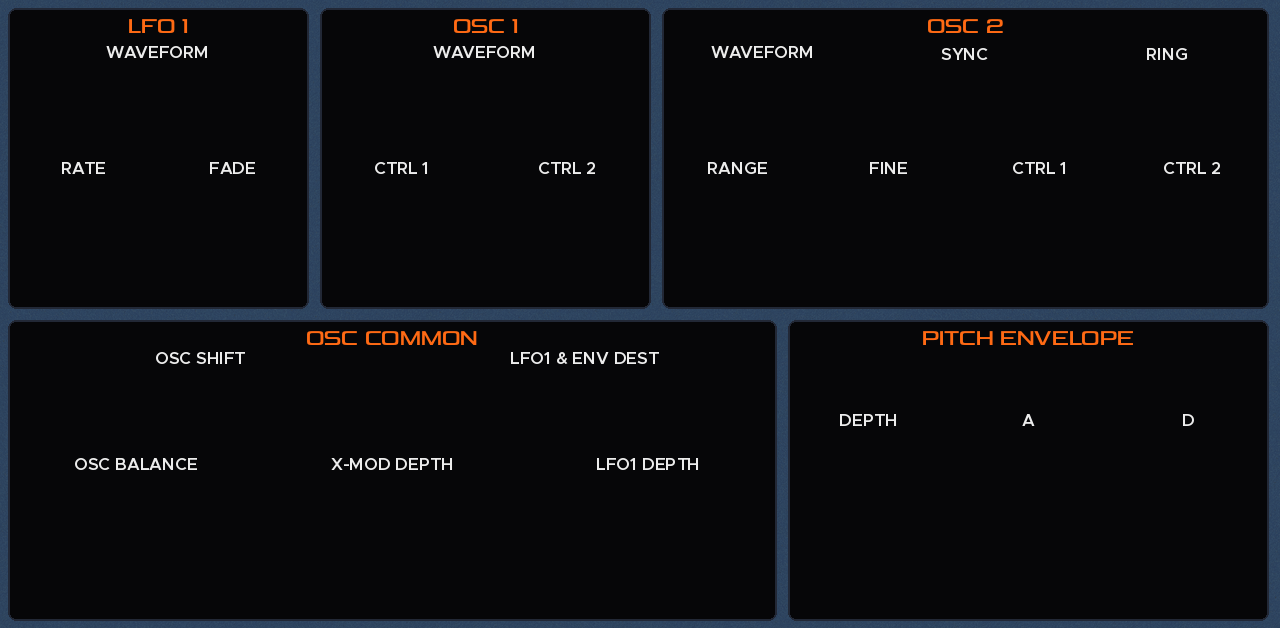 LFO 1
WAVEFORM
RATE FADE
OSC 1
WAVEFORM
CTRL 1 CTRL 2
OSC 2
WAVEFORM SYNC RING
RANGE FINE CTRL 1 CTRL 2
OSC COMMON
OSC SHIFT LFO1 & ENV DEST
OSC BALANCE X-MOD DEPTH LFO1 DEPTH
PITCH ENVELOPE
DEPTH A D